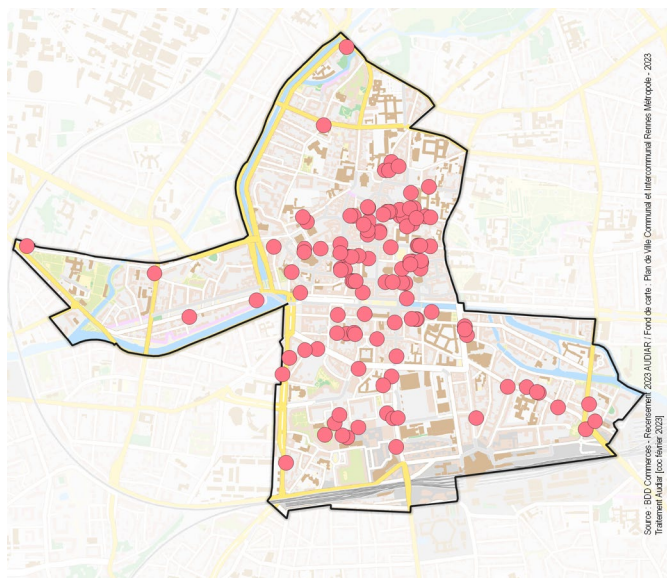 Source : BDD Commerces - Recensement 2023 AUDIAR / Fond de carte : Plan de Ville Communal et Intercommunal Rennes Métropole - 2023
Traitement Audiar [occ février 2023]